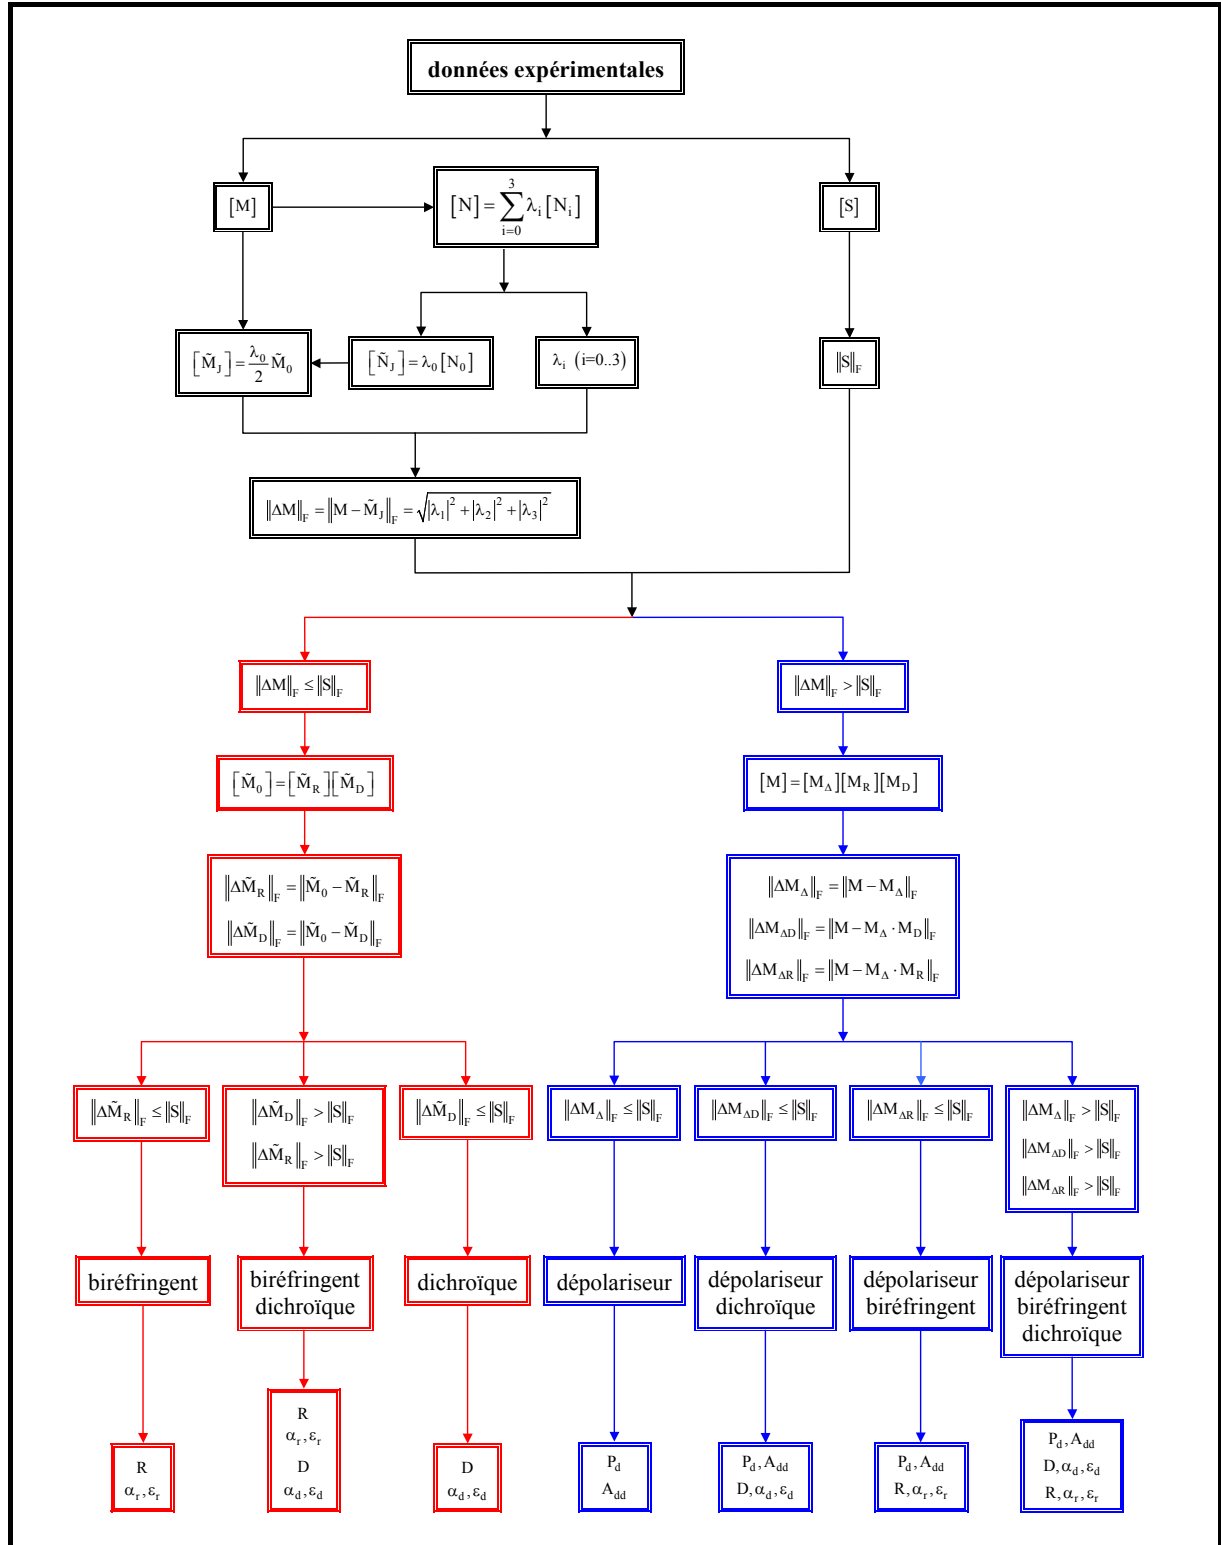 données expérimentales
[M]
[N] = ∑_{i=0}^{3} λ_i [N_i]
[S]
[M̃_J] = (λ_0/2) M̃_0
[Ñ_J] = λ_0 [N_0]
λ_i (i=0..3)
‖S‖_F
‖ΔM‖_F = ‖M − M̃_J‖_F = √(|λ_1|² + |λ_2|² + |λ_3|²)
‖ΔM‖_F ≤ ‖S‖_F
‖ΔM‖_F > ‖S‖_F
[M̃_0] = [M̃_R][M̃_D]
[M] = [M_Δ][M_R][M_D]
‖ΔM̃_R‖_F = ‖M̃_0 − M̃_R‖_F
‖ΔM̃_D‖_F = ‖M̃_0 − M̃_D‖_F
‖ΔM_Δ‖_F = ‖M − M_Δ‖_F
‖ΔM_ΔD‖_F = ‖M − M_Δ · M_D‖_F
‖ΔM_ΔR‖_F = ‖M − M_Δ · M_R‖_F
‖ΔM̃_R‖_F ≤ ‖S‖_F
‖ΔM̃_D‖_F > ‖S‖_F
‖ΔM̃_R‖_F > ‖S‖_F
‖ΔM̃_D‖_F ≤ ‖S‖_F
‖ΔM_Δ‖_F ≤ ‖S‖_F
‖ΔM_ΔD‖_F ≤ ‖S‖_F
‖ΔM_ΔR‖_F ≤ ‖S‖_F
‖ΔM_Δ‖_F > ‖S‖_F
‖ΔM_ΔD‖_F > ‖S‖_F
‖ΔM_ΔR‖_F > ‖S‖_F
biréfringent
biréfringent
dichroïque
dichroïque
dépolariseur
dépolariseur
dichroïque
dépolariseur
biréfringent
dépolariseur
biréfringent
dichroïque
R
α_r, ε_r
R
α_r, ε_r
D
α_d, ε_d
D
α_d, ε_d
P_d
A_dd
P_d, A_dd
D, α_d, ε_d
P_d, A_dd
R, α_r, ε_r
P_d, A_dd
D, α_d, ε_d
R, α_r, ε_r